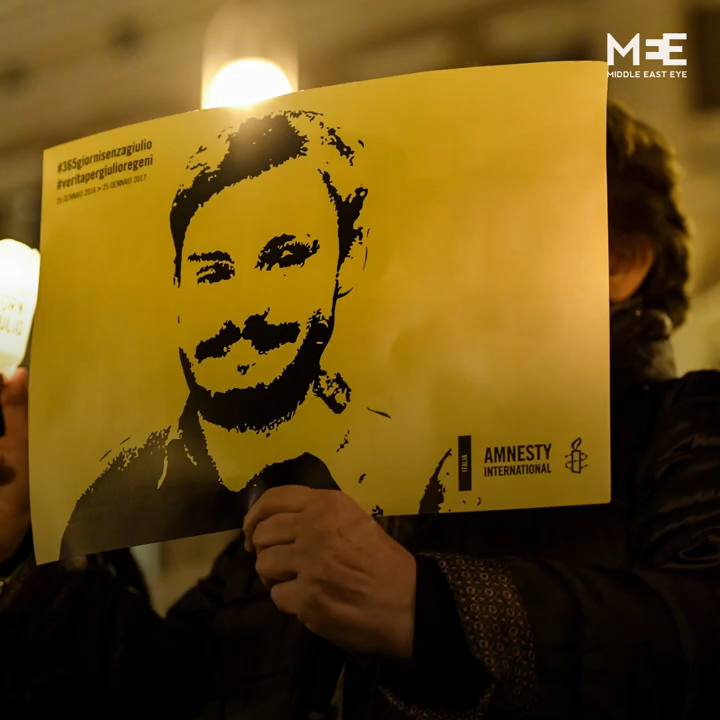 MEE
MIDDLE EAST EYE
#365giornisenzagiulio
#veritapergiulioregeni
25 GENNAIO 2016 > 25 GENNAIO 2017
ITALIA
AMNESTY
INTERNATIONAL